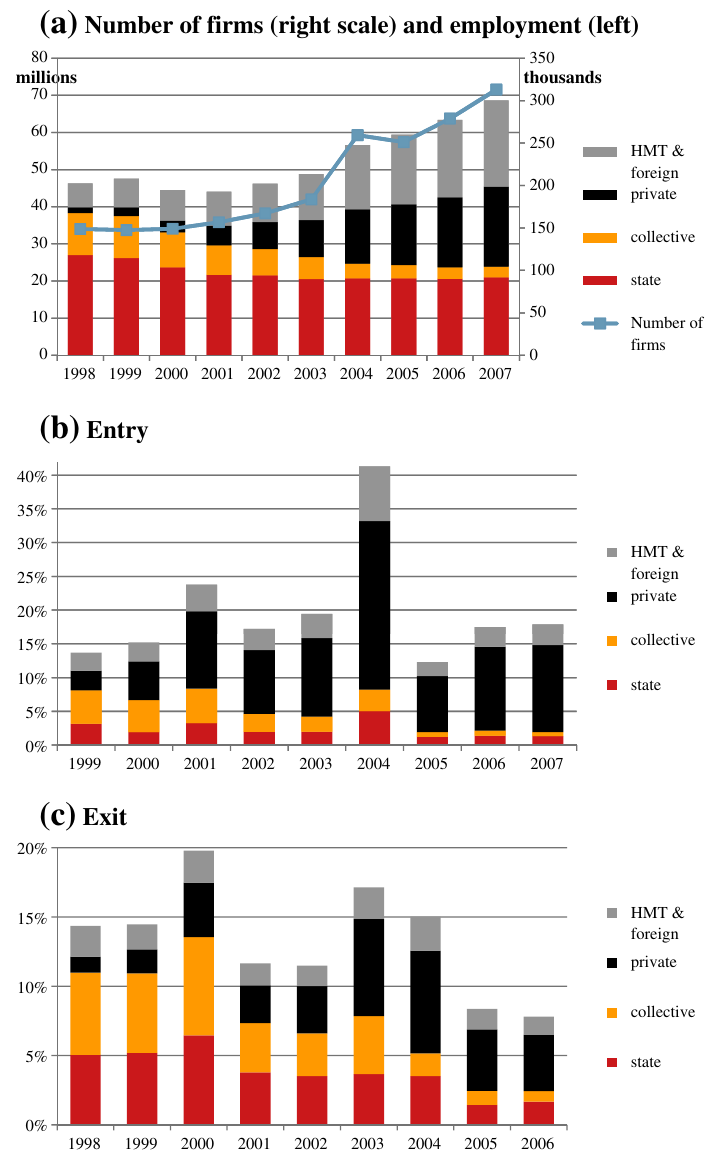 (a) Number of firms (right scale) and employment (left)
80
70
60
50
40
30
20
10
0
millions
350
300
250
200
150
100
50
0
thousands
1998 1999 2000 2001 2002 2003 2004 2005 2006 2007
HMT &
foreign
private
collective
state
Number of
firms
(b) Entry
40%
35%
30%
25%
20%
15%
10%
5%
0%
1999 2000 2001 2002 2003 2004 2005 2006 2007
HMT &
foreign
private
collective
state
(c) Exit
20%
15%
10%
5%
0%
1998 1999 2000 2001 2002 2003 2004 2005 2006
HMT &
foreign
private
collective
state